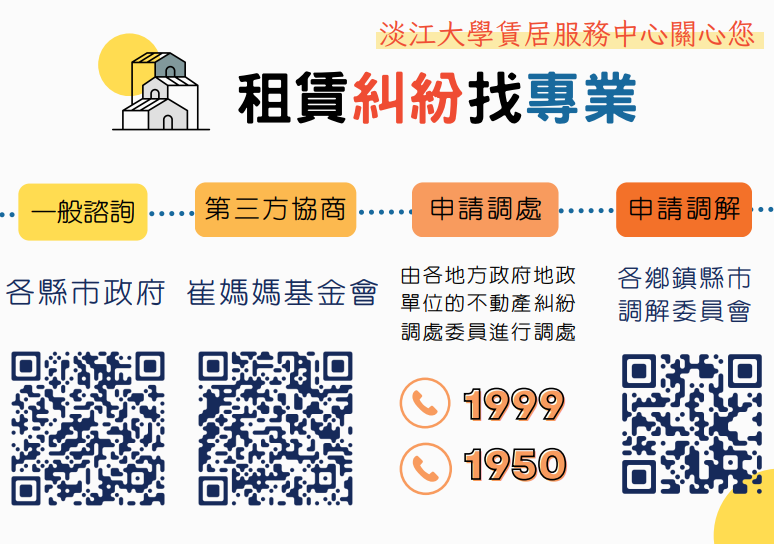 淡江大學賃居服務中心關心您
租賃糾紛找專業
一般諮詢
第三方協商
申請調處
申請調解
各縣市政府
崔媽媽基金會
由各地方政府地政
單位的不動產糾紛
調處委員進行調處
1999
1950
各鄉鎮縣市
調解委員會